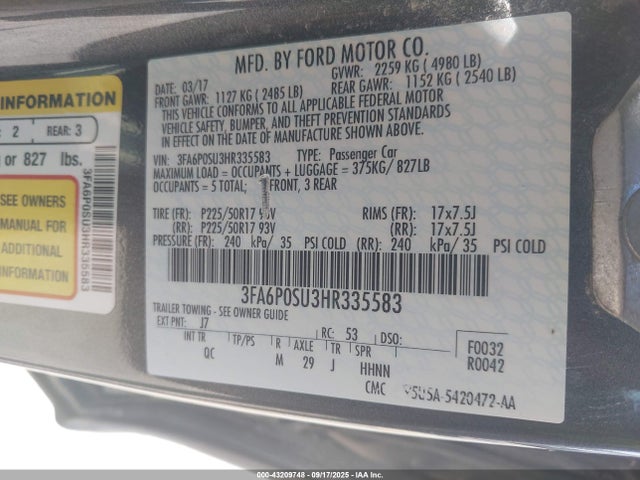 INFORMATION
2 REAR: 3
or 827 lbs.
SEE OWNERS
MANUAL FOR
ADDITIONAL
INFORMATION
3FA6P0SU3HR335583
MFD. BY FORD MOTOR CO.
DATE: 03/17 GVWR: 2259 KG ( 4980 LB)
FRONT GAWR: 1127 KG ( 2485 LB) REAR GAWR: 1152 KG ( 2540 LB)
THIS VEHICLE CONFORMS TO ALL APPLICABLE FEDERAL MOTOR
VEHICLE SAFETY, BUMPER, AND THEFT PREVENTION STANDARDS
IN EFFECT ON THE DATE OF MANUFACTURE SHOWN ABOVE.
VIN: 3FA6P0SU3HR335583 TYPE: Passenger Car
MAXIMUM LOAD = OCCUPANTS + LUGGAGE = 375KG/ 827LB
OCCUPANTS = 5 TOTAL; FRONT, 3 REAR
TIRE (FR): P225/50R17 93V RIMS (FR): 17x7.5J
(RR): P225/50R17 93V (RR): 17x7.5J
PRESSURE (FR): 240 kPa/ 35 PSI COLD (RR): 240 kPa/ 35 PSI COLD
3FA6P0SU3HR335583
TRAILER TOWING - SEE OWNER GUIDE
EXT PNT: J7 RC: 53 DSO: F0032
INT TR TP/PS R AXLE TR SPR R0042
QC M 29 J HHNN
CMC 5U5A-5420472-AA
000-43209748 - 09/17/2025 - IAAI.COM